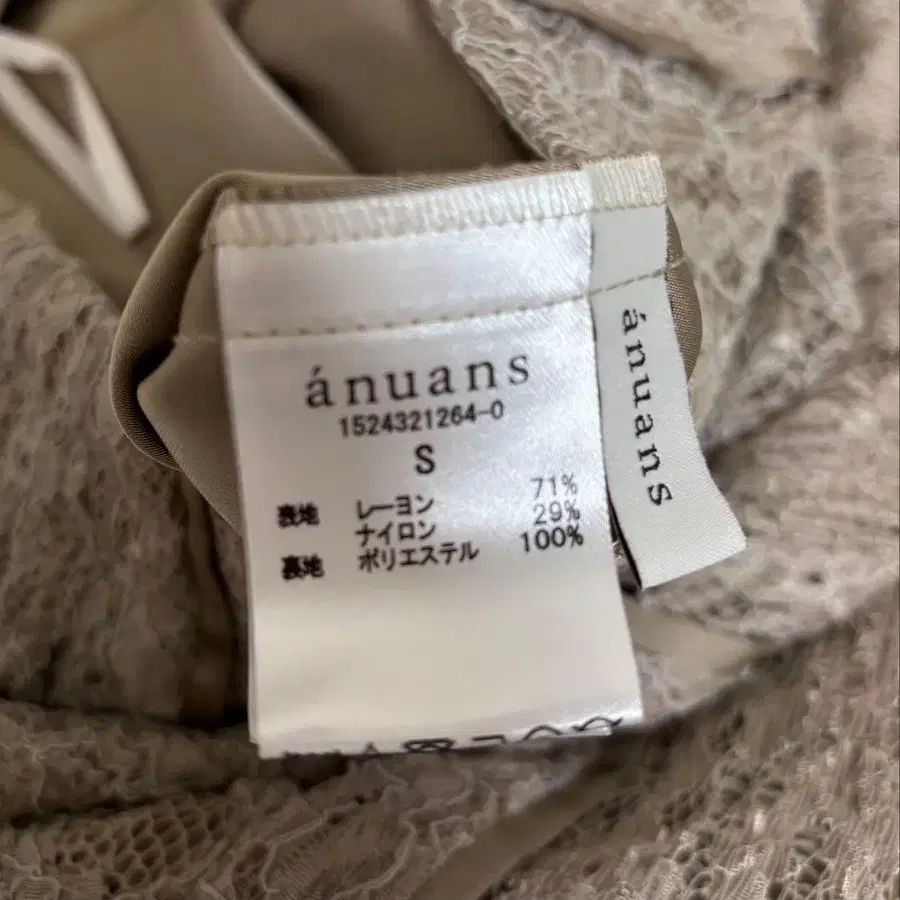 ánuans
1524321264-0
S
表地 レーヨン 71%
ナイロン 29%
裏地 ポリエステル 100%
ánuans